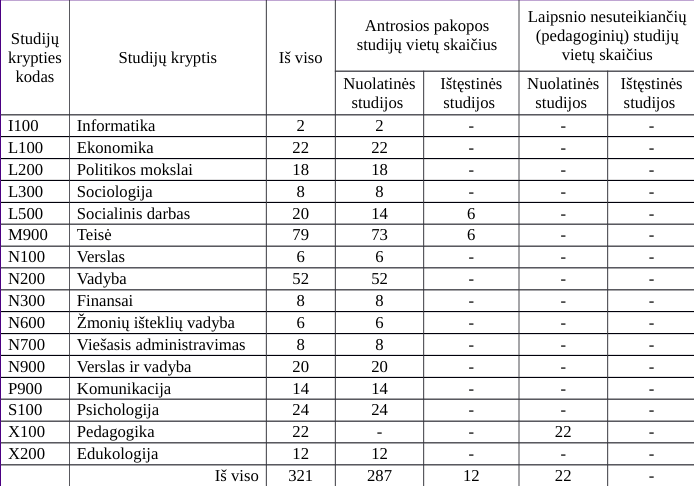 Studijų krypties kodas | Studijų kryptis | Iš viso | Antrosios pakopos studijų vietų skaičius | Laipsnio nesuteikiančių (pedagoginių) studijų vietų skaičius
Nuolatinės studijos | Ištęstinės studijos | Nuolatinės studijos | Ištęstinės studijos
I100 | Informatika | 2 | 2 | - | - | -
L100 | Ekonomika | 22 | 22 | - | - | -
L200 | Politikos mokslai | 18 | 18 | - | - | -
L300 | Sociologija | 8 | 8 | - | - | -
L500 | Socialinis darbas | 20 | 14 | 6 | - | -
M900 | Teisė | 79 | 73 | 6 | - | -
N100 | Verslas | 6 | 6 | - | - | -
N200 | Vadyba | 52 | 52 | - | - | -
N300 | Finansai | 8 | 8 | - | - | -
N600 | Žmonių išteklių vadyba | 6 | 6 | - | - | -
N700 | Viešasis administravimas | 8 | 8 | - | - | -
N900 | Verslas ir vadyba | 20 | 20 | - | - | -
P900 | Komunikacija | 14 | 14 | - | - | -
S100 | Psichologija | 24 | 24 | - | - | -
X100 | Pedagogika | 22 | - | - | 22 | -
X200 | Edukologija | 12 | 12 | - | - | -
Iš viso | 321 | 287 | 12 | 22 | -